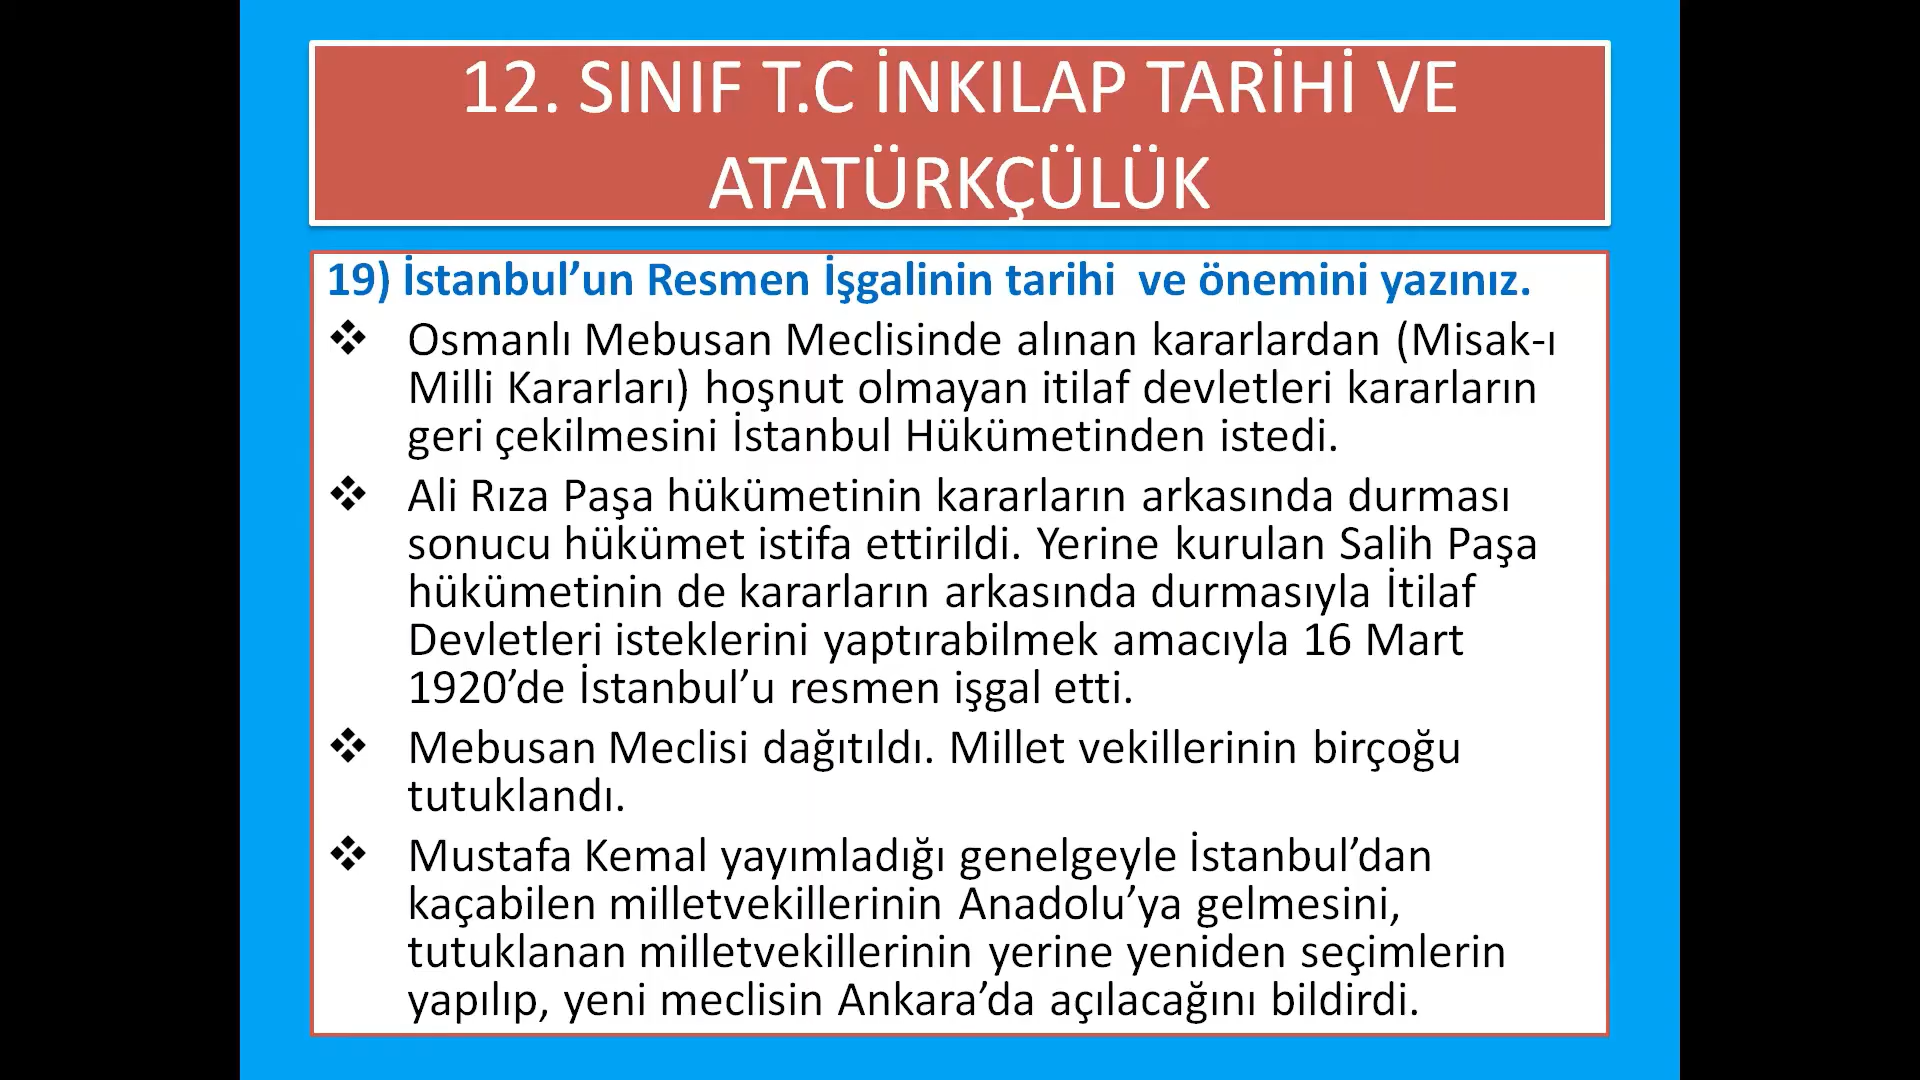 12. SINIF T.C İNKILAP TARİHİ VE
ATATÜRKÇÜLÜK
19) İstanbul’un Resmen İşgalinin tarihi  ve önemini yazınız.
❖ Osmanlı Mebusan Meclisinde alınan kararlardan (Misak-ı
Milli Kararları) hoşnut olmayan itilaf devletleri kararların
geri çekilmesini İstanbul Hükümetinden istedi.
❖ Ali Rıza Paşa hükümetinin kararların arkasında durması
sonucu hükümet istifa ettirildi. Yerine kurulan Salih Paşa
hükümetinin de kararların arkasında durmasıyla İtilaf
Devletleri isteklerini yaptırabilmek amacıyla 16 Mart
1920’de İstanbul’u resmen işgal etti.
❖ Mebusan Meclisi dağıtıldı. Millet vekillerinin birçoğu
tutuklandı.
❖ Mustafa Kemal yayımladığı genelgeyle İstanbul’dan
kaçabilen milletvekillerinin Anadolu’ya gelmesini,
tutuklanan milletvekillerinin yerine yeniden seçimlerin
yapılıp, yeni meclisin Ankara’da açılacağını bildirdi.